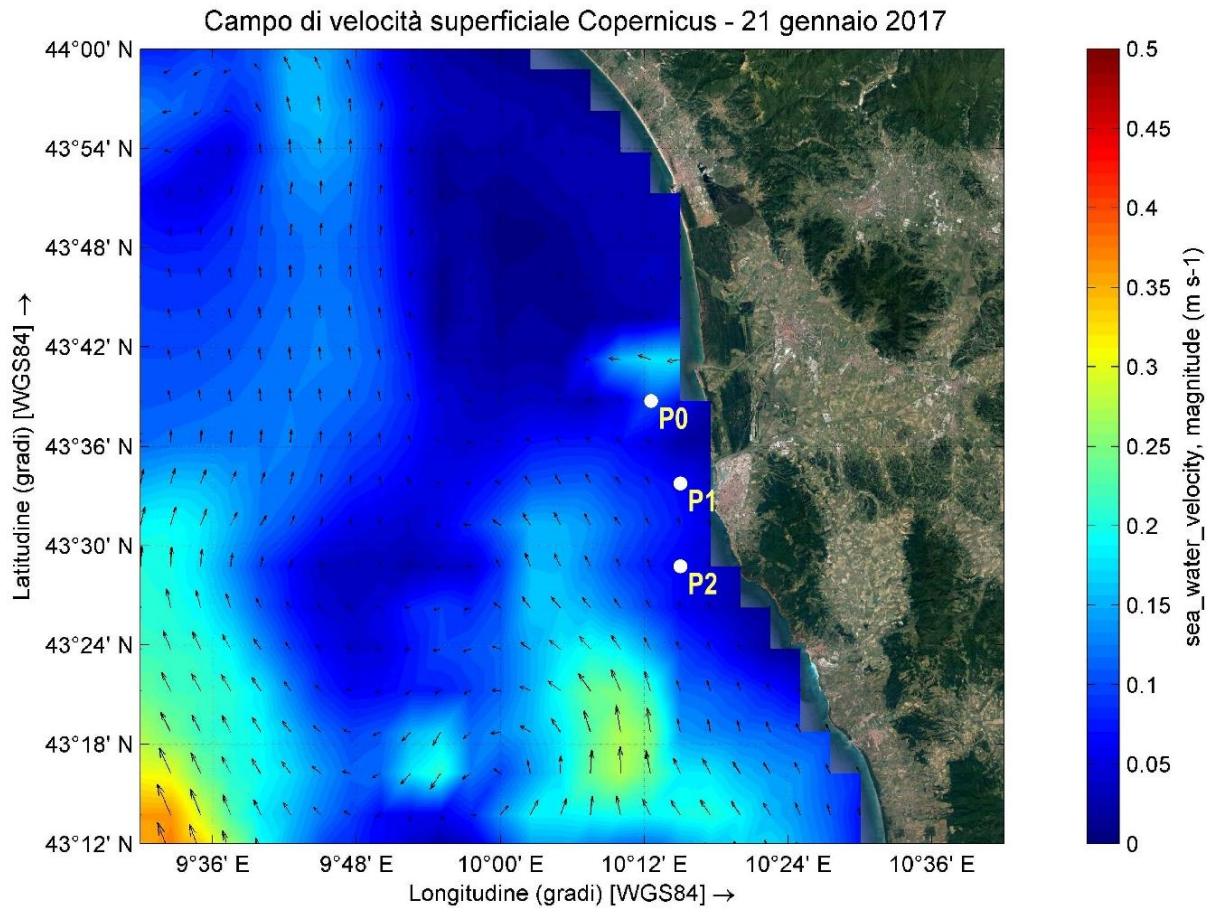 Campo di velocità superficiale Copernicus - 21 gennaio 2017
44°00' N
43°54' N
43°48' N
43°42' N
43°36' N
43°30' N
43°24' N
43°18' N
43°12' N
Latitudine (gradi) [WGS84] →
P0
P1
P2
9°36' E
9°48' E
10°00' E
10°12' E
10°24' E
10°36' E
Longitudine (gradi) [WGS84] →
0.5
0.45
0.4
0.35
0.3
0.25
0.2
0.15
0.1
0.05
0
sea_water_velocity, magnitude (m s-1)